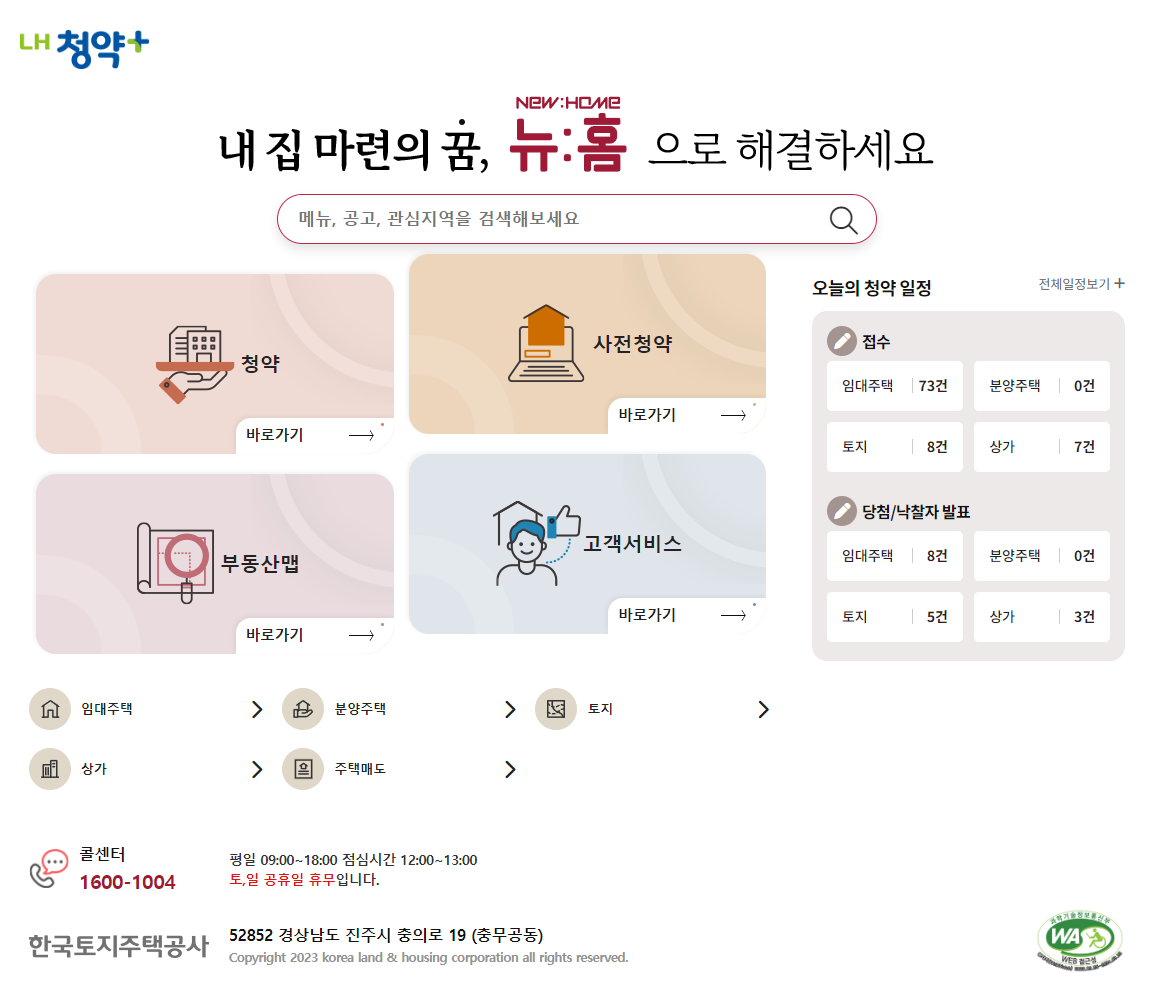 LH 청약+
NEW:HOME
내 집 마련의 꿈, 뉴:홈 으로 해결하세요
메뉴, 공고, 관심지역을 검색해보세요
청약
바로가기
사전청약
바로가기
부동산맵
바로가기
고객서비스
바로가기
오늘의 청약 일정
전체일정보기 +
접수
임대주택 73건
분양주택 0건
토지 8건
상가 7건
당첨/낙찰자 발표
임대주택 8건
분양주택 0건
토지 5건
상가 3건
임대주택
분양주택
토지
상가
주택매도
콜센터
1600-1004
평일 09:00~18:00 점심시간 12:00~13:00
토,일 공휴일 휴무입니다.
한국토지주택공사
52852 경상남도 진주시 충의로 19 (충무공동)
Copyright 2023 korea land & housing corporation all rights reserved.
과학기술정보통신부
WA
WEB 접근성